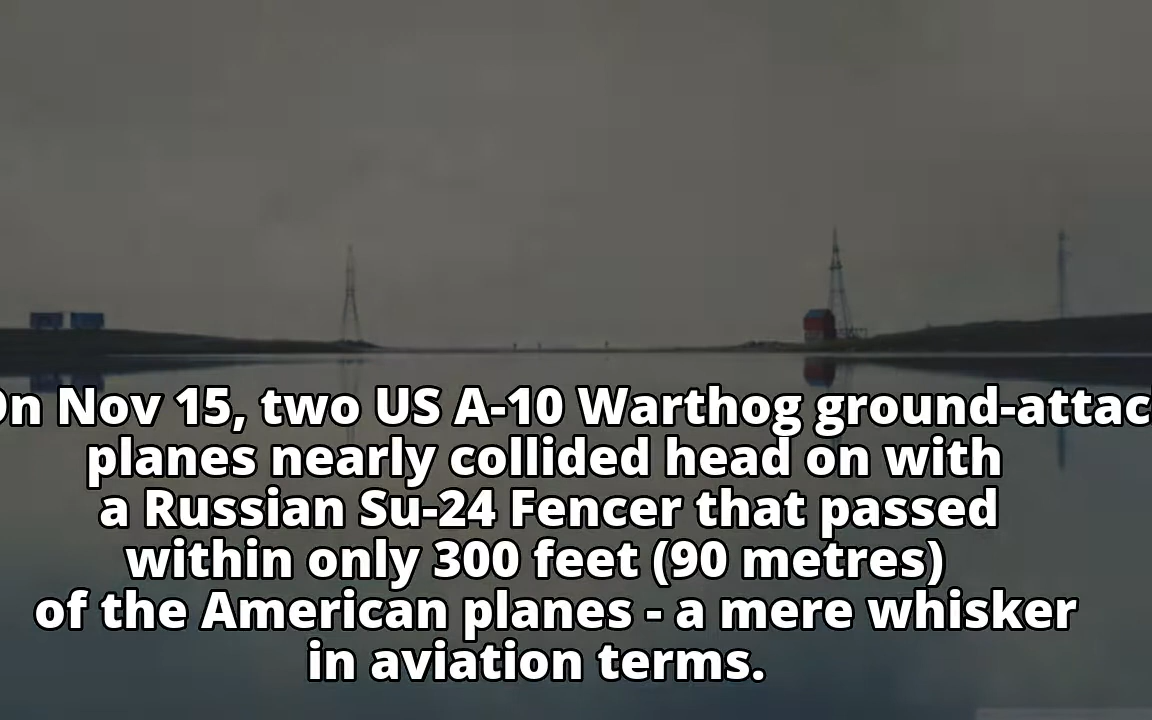 On Nov 15, two US A-10 Warthog ground-attac
planes nearly collided head on with
a Russian Su-24 Fencer that passed
within only 300 feet (90 metres)
of the American planes - a mere whisker
in aviation terms.